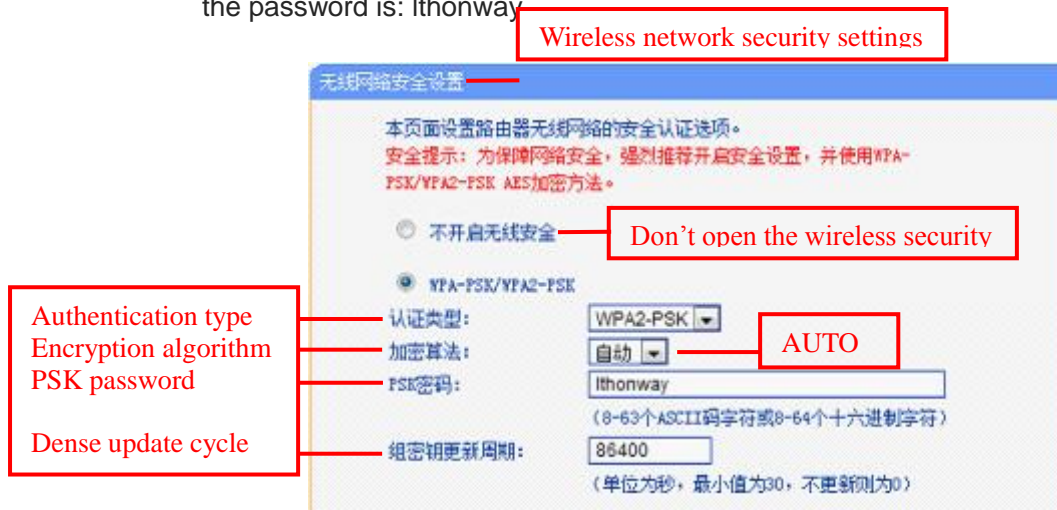 the password is: lthonway
Wireless network security settings
无线网络安全设置
本页面设置路由器无线网络的安全认证选项。
安全提示：为保障网络安全，强烈推荐开启安全设置，并使用WPA-
PSK/WPA2-PSK AES加密方法。
不开启无线安全
Don't open the wireless security
WPA-PSK/WPA2-PSK
Authentication type
认证类型：
WPA2-PSK
Encryption algorithm
加密算法：
自动
AUTO
PSK password
PSK密码：
lthonway
（8-63个ASCII码字符或8-64个十六进制字符）
Dense update cycle
组密钥更新周期：
86400
（单位为秒，最小值为30，不更新则为0）